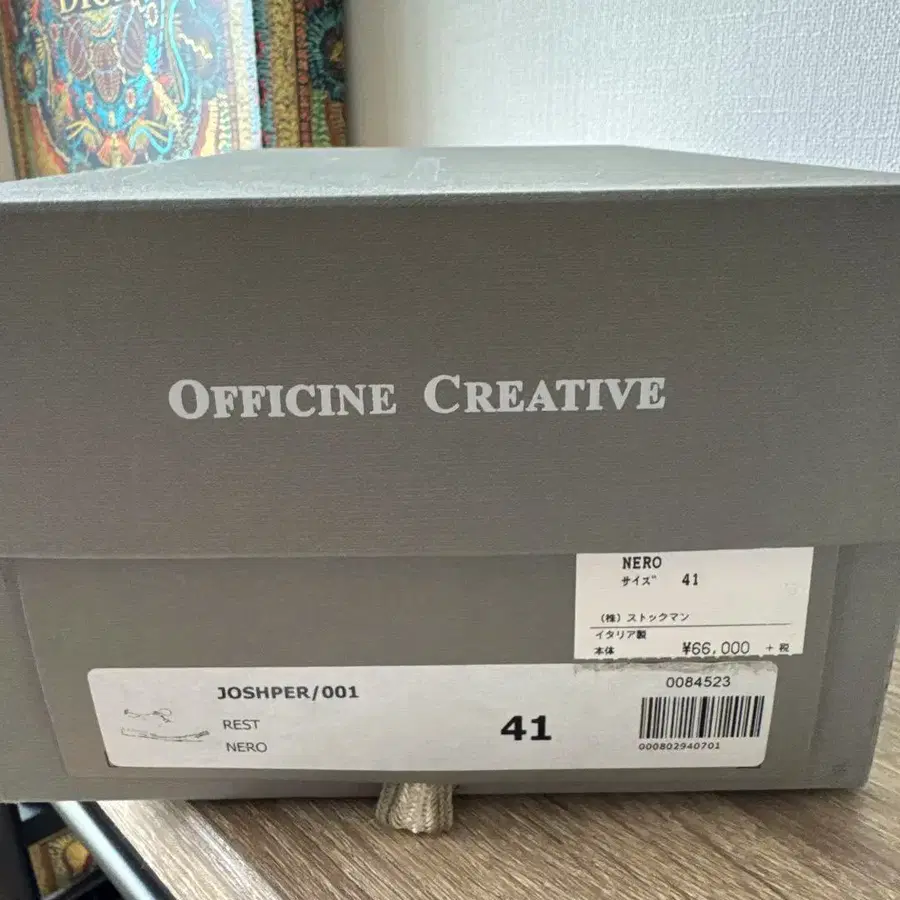 OFFICINE CREATIVE
NERO
サイズ" 41
(株) ストックマン
イタリア製
本体 ¥66,000 + 税
JOSHPER/001
REST
NERO
41
0084523
000802940701